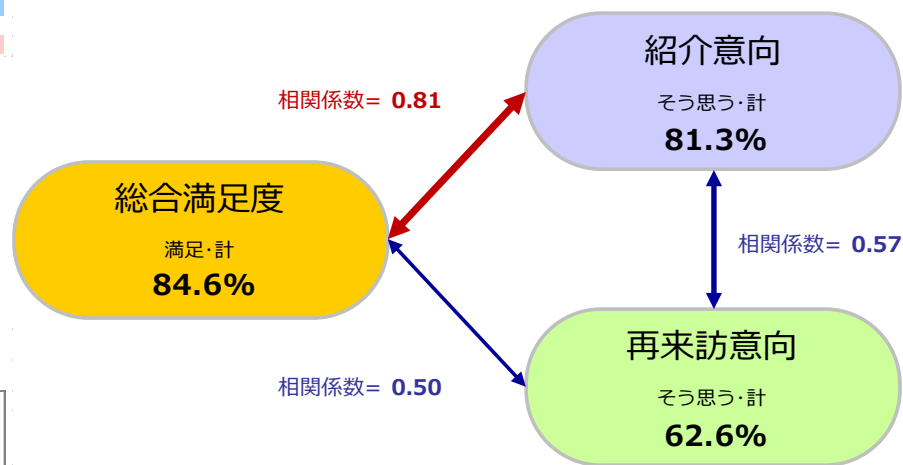 紹介意向
そう思う・計
81.3%
相関係数= 0.81
総合満足度
満足・計
84.6%
相関係数= 0.57
再来訪意向
そう思う・計
62.6%
相関係数= 0.50